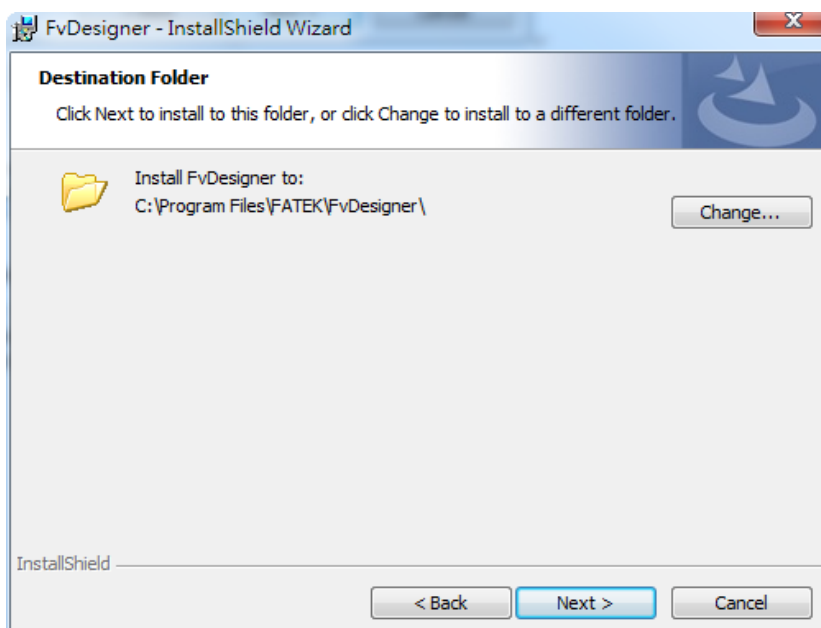 FvDesigner - InstallShield Wizard
Destination Folder
Click Next to install to this folder, or click Change to install to a different folder.
Install FvDesigner to:
C:\Program Files\FATEK\FvDesigner\
Change...
InstallShield
< Back
Next >
Cancel